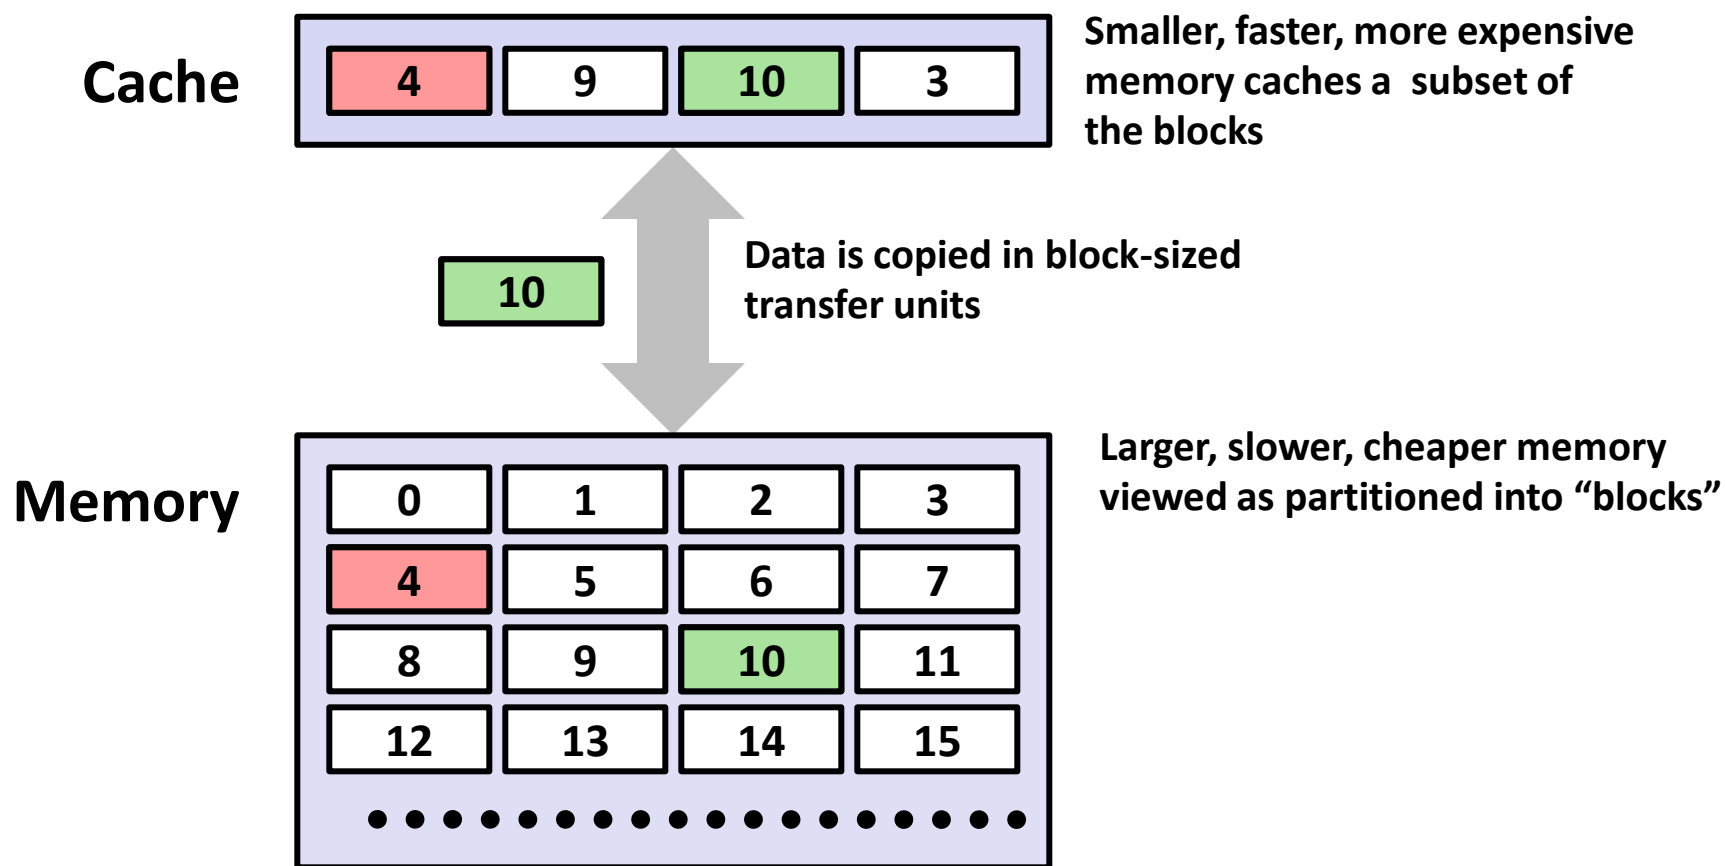 Cache
4 9 10 3
Smaller, faster, more expensive
memory caches a  subset of
the blocks
10
Data is copied in block-sized
transfer units
Memory
0 1 2 3
4 5 6 7
8 9 10 11
12 13 14 15
Larger, slower, cheaper memory
viewed as partitioned into “blocks”